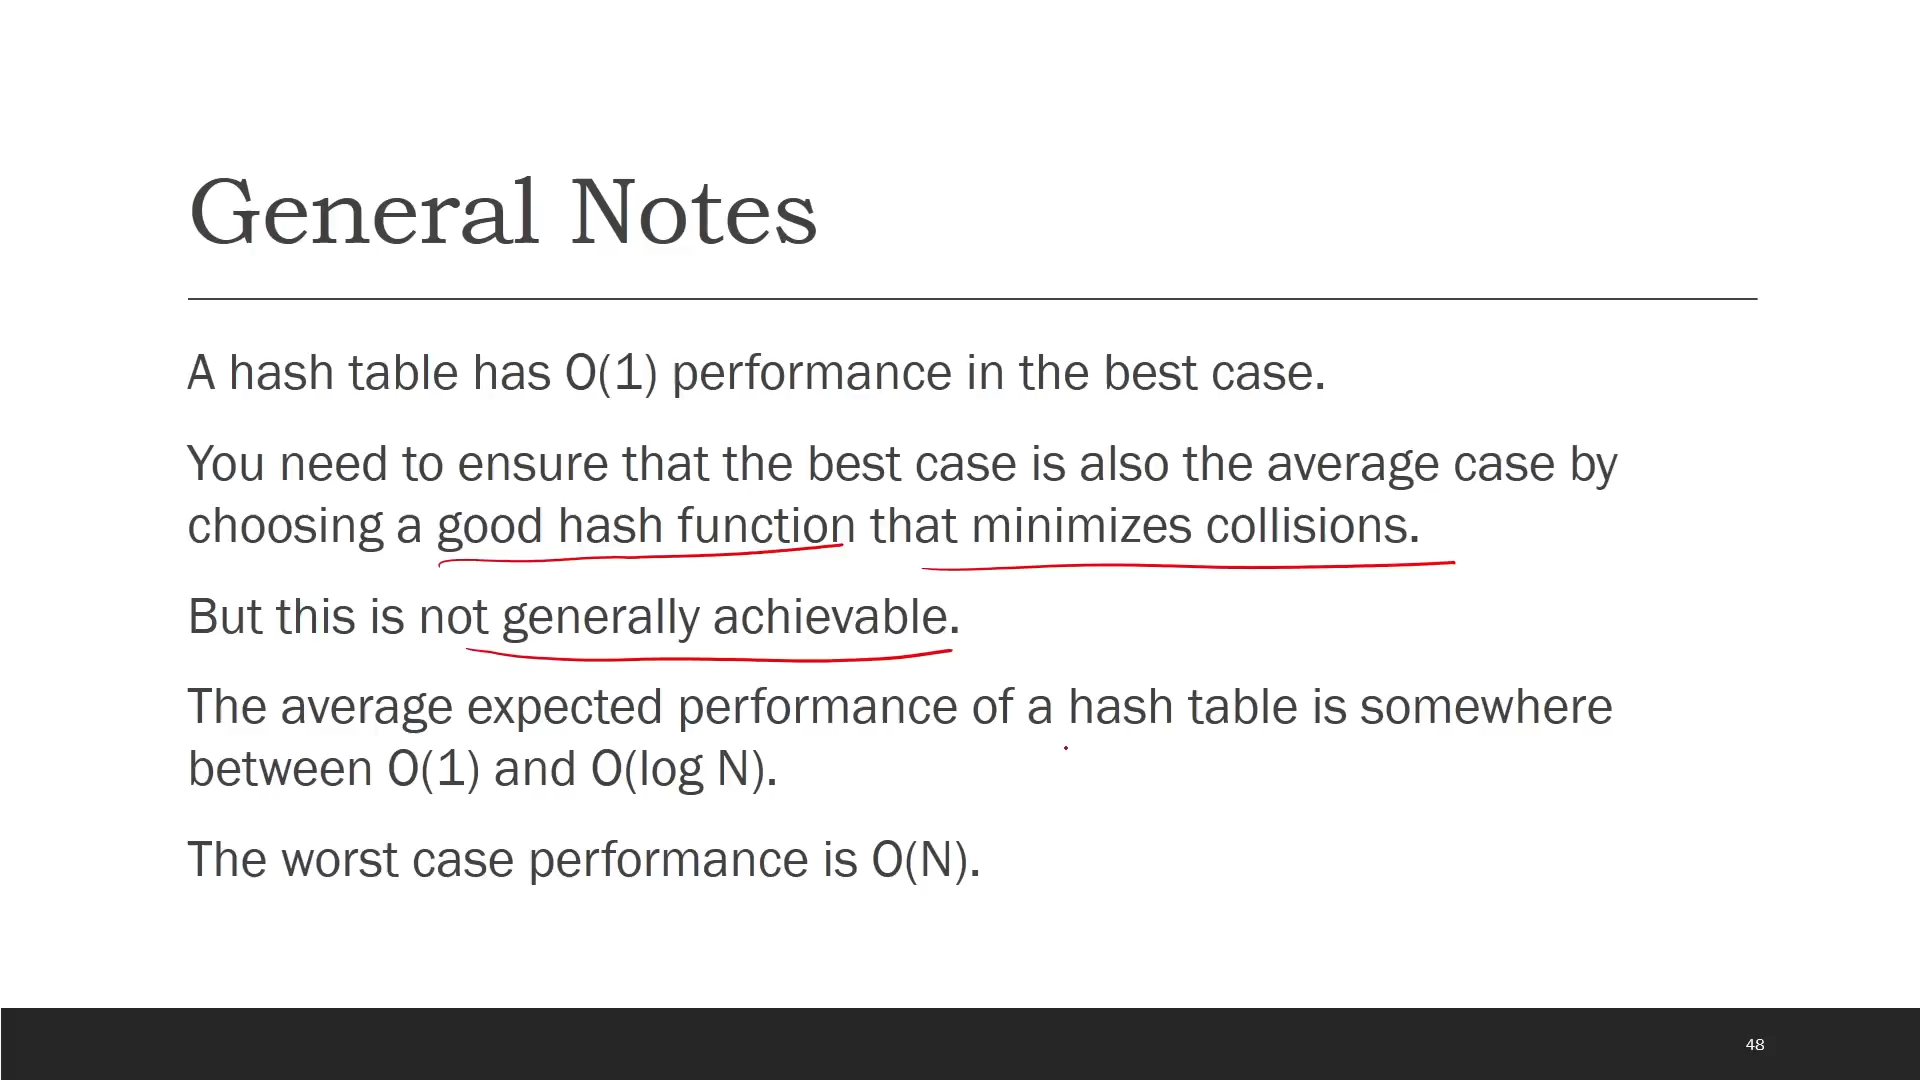 General Notes
A hash table has O(1) performance in the best case.
You need to ensure that the best case is also the average case by
choosing a good hash function that minimizes collisions.
But this is not generally achievable.
The average expected performance of a hash table is somewhere
between O(1) and O(log N).
The worst case performance is O(N).
48